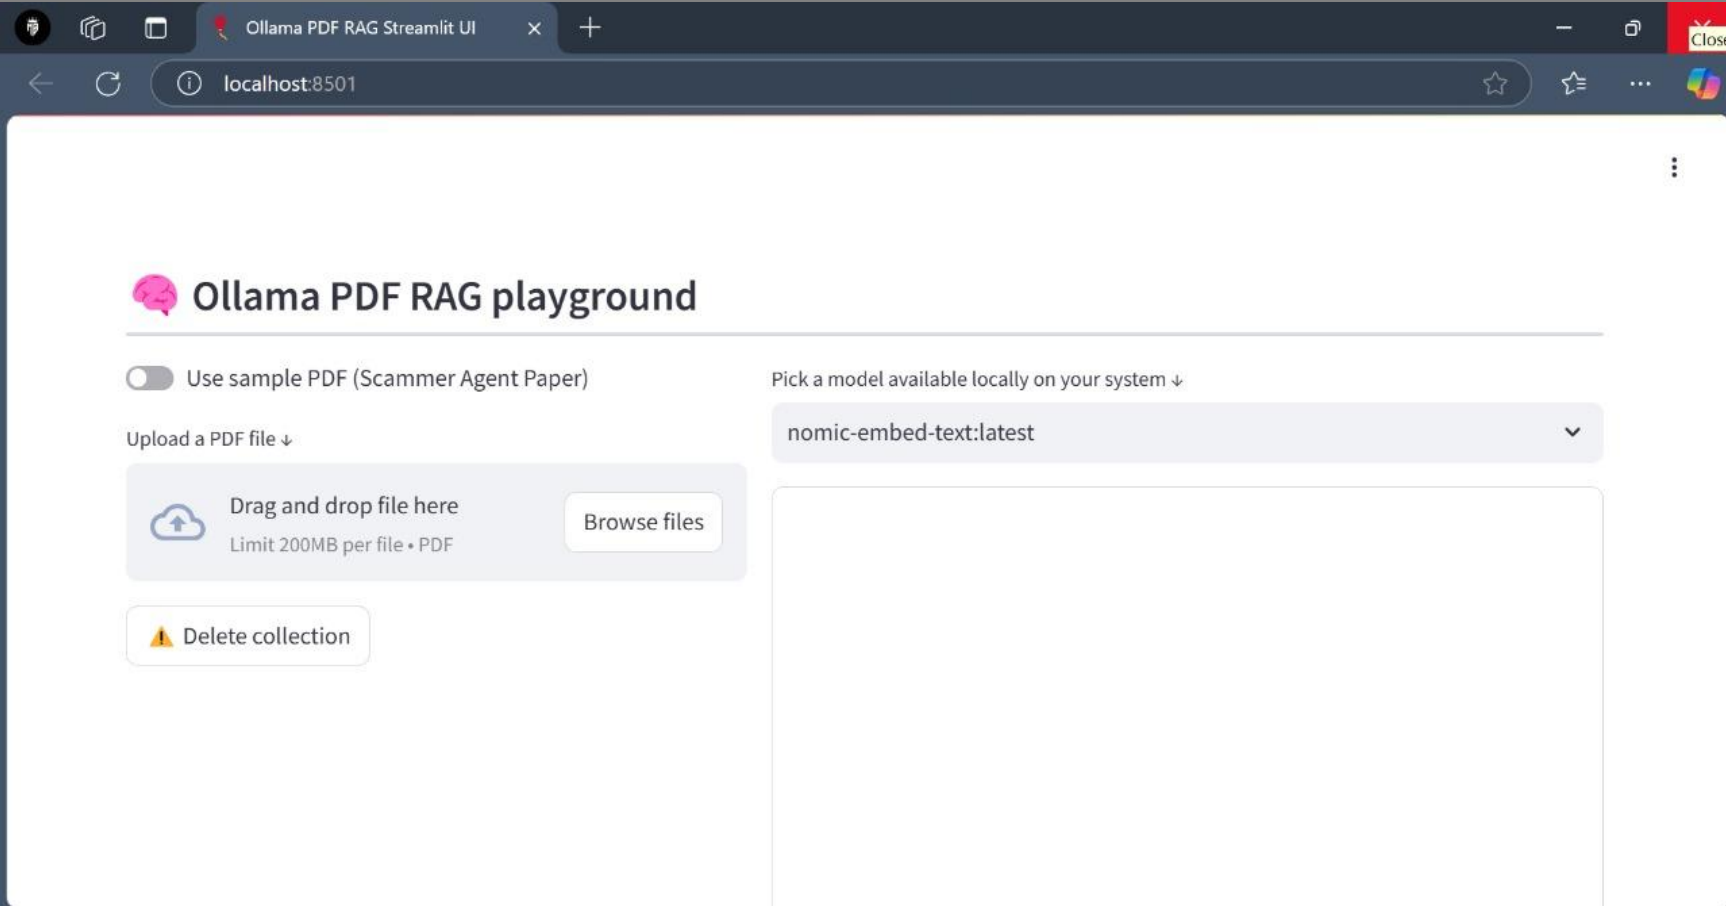 Ollama PDF RAG Streamlit UI
Close
localhost:8501
Ollama PDF RAG playground
Use sample PDF (Scammer Agent Paper)
Upload a PDF file ↓
Drag and drop file here
Limit 200MB per file • PDF
Browse files
Delete collection
Pick a model available locally on your system ↓
nomic-embed-text:latest